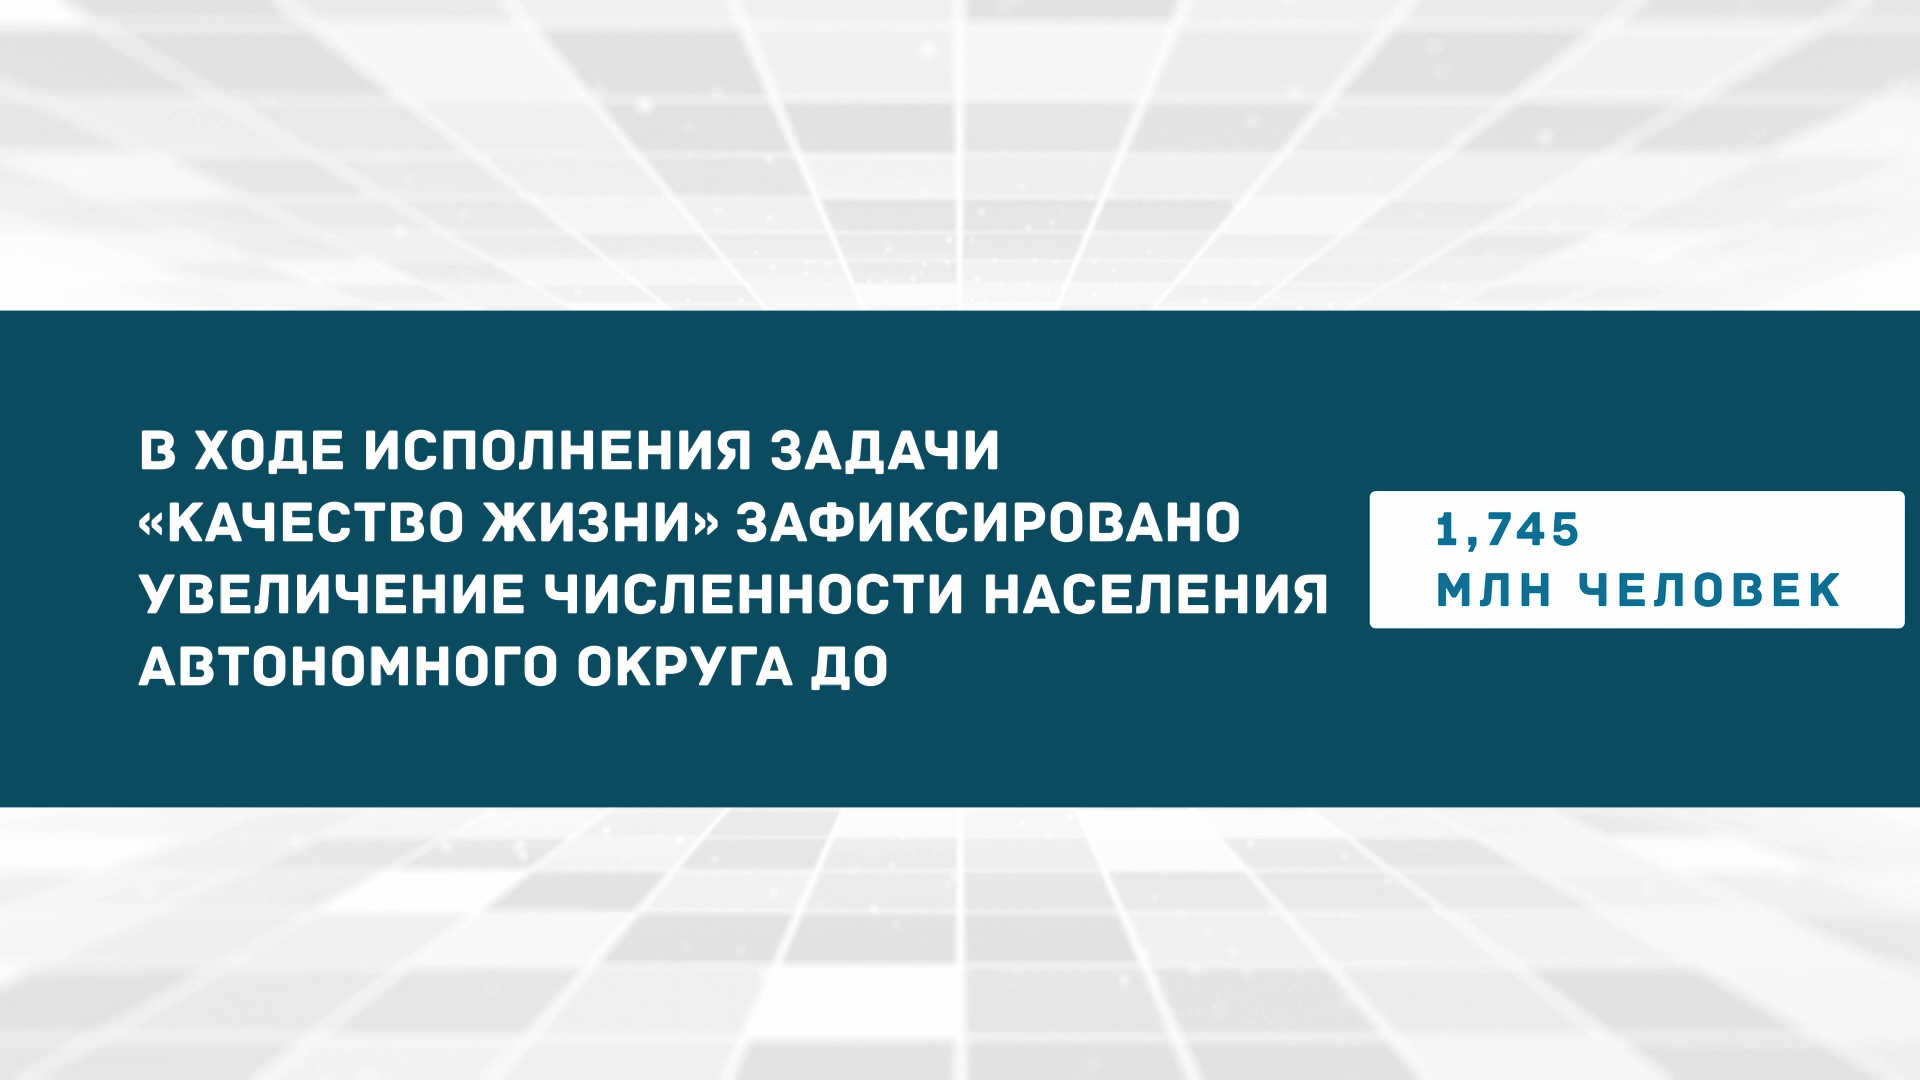 В ХОДЕ ИСПОЛНЕНИЯ ЗАДАЧИ
«КАЧЕСТВО ЖИЗНИ» ЗАФИКСИРОВАНО
УВЕЛИЧЕНИЕ ЧИСЛЕННОСТИ НАСЕЛЕНИЯ
АВТОНОМНОГО ОКРУГА ДО
1,745
МЛН ЧЕЛОВЕК